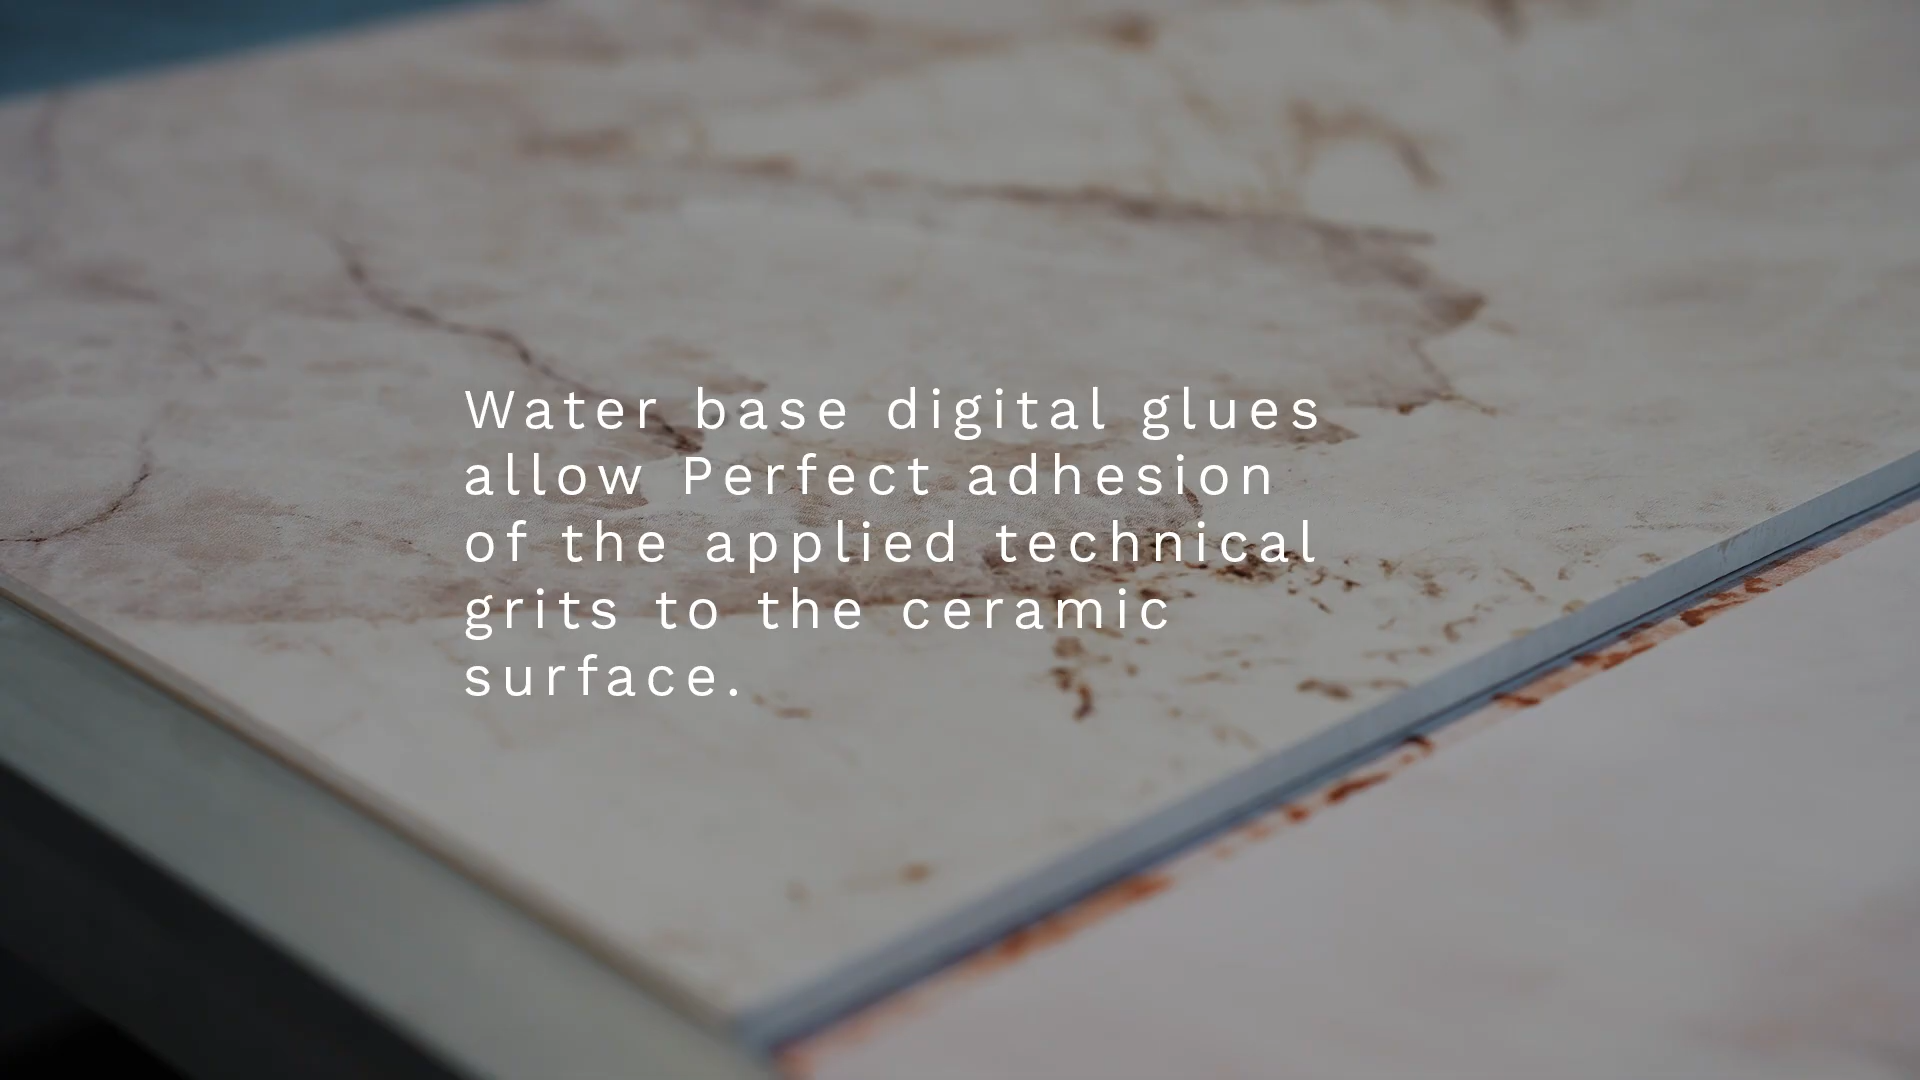 Water base digital glues
allow Perfect adhesion
of the applied technical
grits to the ceramic
surface.